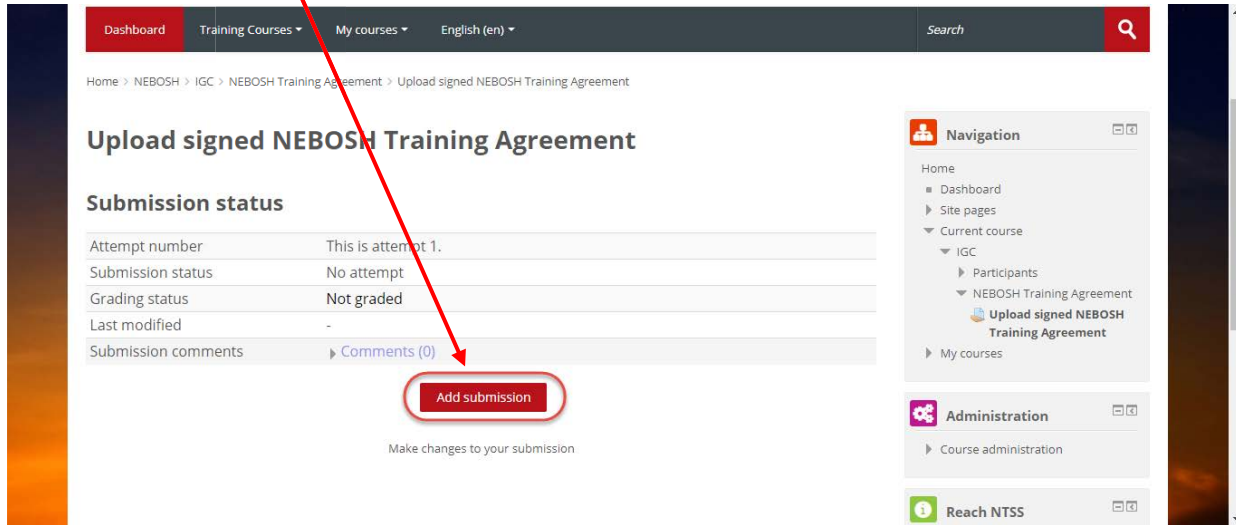 Dashboard Training Courses My courses English (en) Search
Home > NEBOSH > IGC > NEBOSH Training Agreement > Upload signed NEBOSH Training Agreement
Upload signed NEBOSH Training Agreement
Submission status
Attempt number This is attempt 1.
Submission status No attempt
Grading status Not graded
Last modified -
Submission comments Comments (0)
Add submission
Make changes to your submission
Navigation
Home
Dashboard
Site pages
Current course
IGC
Participants
NEBOSH Training Agreement
Upload signed NEBOSH
Training Agreement
My courses
Administration
Course administration
Reach NTSS